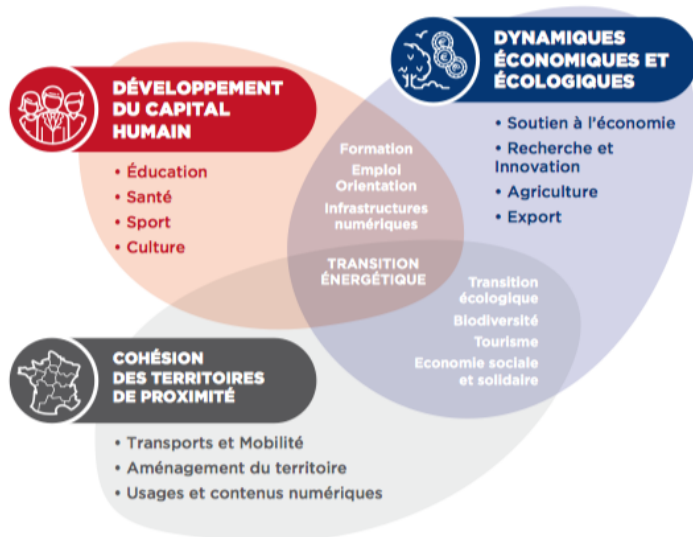 DÉVELOPPEMENT
DU CAPITAL
HUMAIN
• Éducation
• Santé
• Sport
• Culture
DYNAMIQUES
ÉCONOMIQUES ET
ÉCOLOGIQUES
• Soutien à l'économie
• Recherche et
Innovation
• Agriculture
• Export
Formation
Emploi
Orientation
Infrastructures
numériques
TRANSITION
ÉNERGÉTIQUE
Transition
écologique
Biodiversité
Tourisme
Economie sociale
et solidaire
COHÉSION
DES TERRITOIRES
DE PROXIMITÉ
• Transports et Mobilité
• Aménagement du territoire
• Usages et contenus numériques